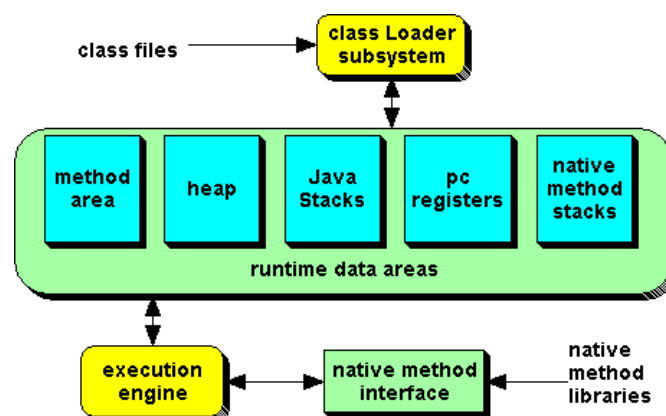 class files
class Loader
subsystem
method
area
heap
Java
Stacks
pc
registers
native
method
stacks
runtime data areas
execution
engine
native method
interface
native
method
libraries